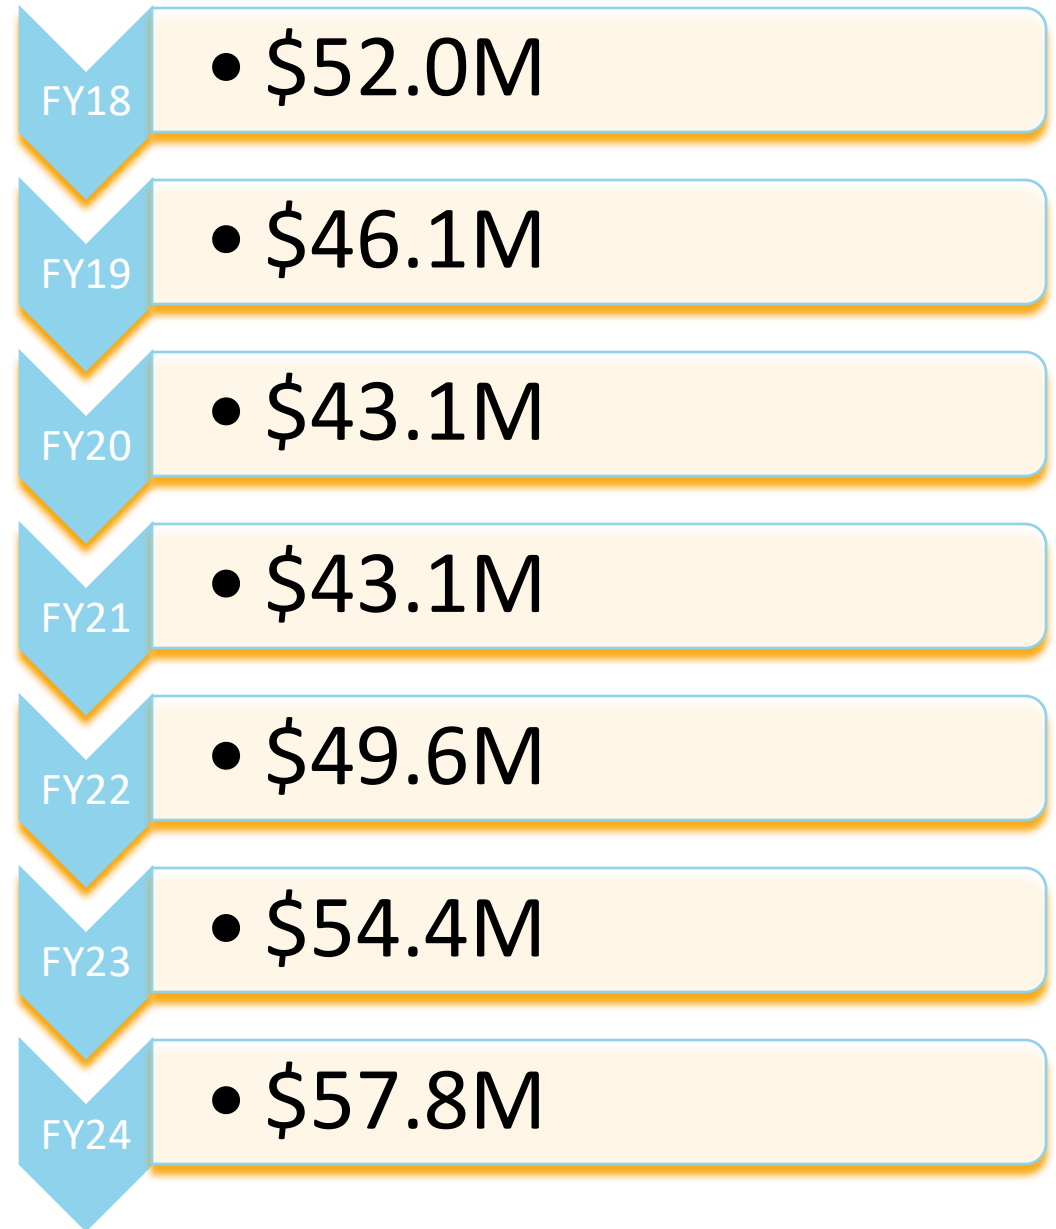 FY18
• $52.0M
FY19
• $46.1M
FY20
• $43.1M
FY21
• $43.1M
FY22
• $49.6M
FY23
• $54.4M
FY24
• $57.8M